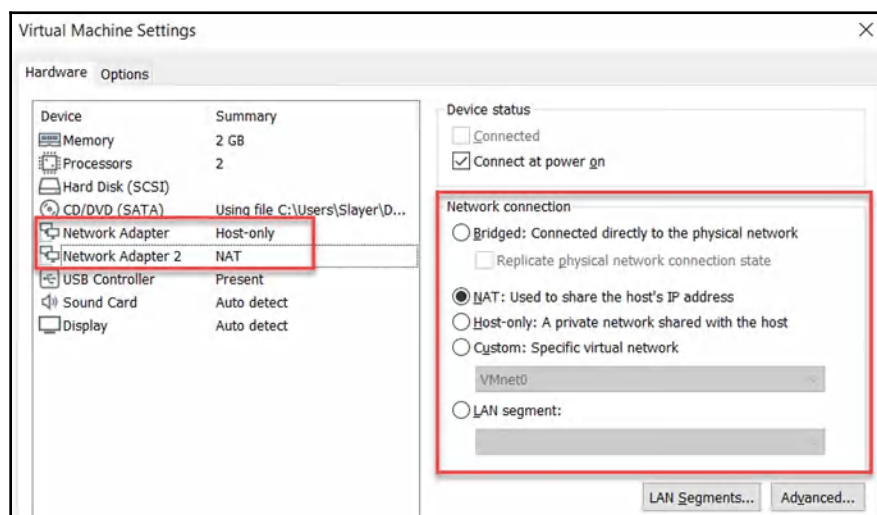 Virtual Machine Settings
Hardware Options
Device Summary
Memory 2 GB
Processors 2
Hard Disk (SCSI)
CD/DVD (SATA) Using file C:\Users\Slayer\D...
Network Adapter Host-only
Network Adapter 2 NAT
USB Controller Present
Sound Card Auto detect
Display Auto detect
Device status
Connected
Connect at power on
Network connection
Bridged: Connected directly to the physical network
Replicate physical network connection state
NAT: Used to share the host's IP address
Host-only: A private network shared with the host
Custom: Specific virtual network
VMnet0
LAN segment:
LAN Segments... Advanced...